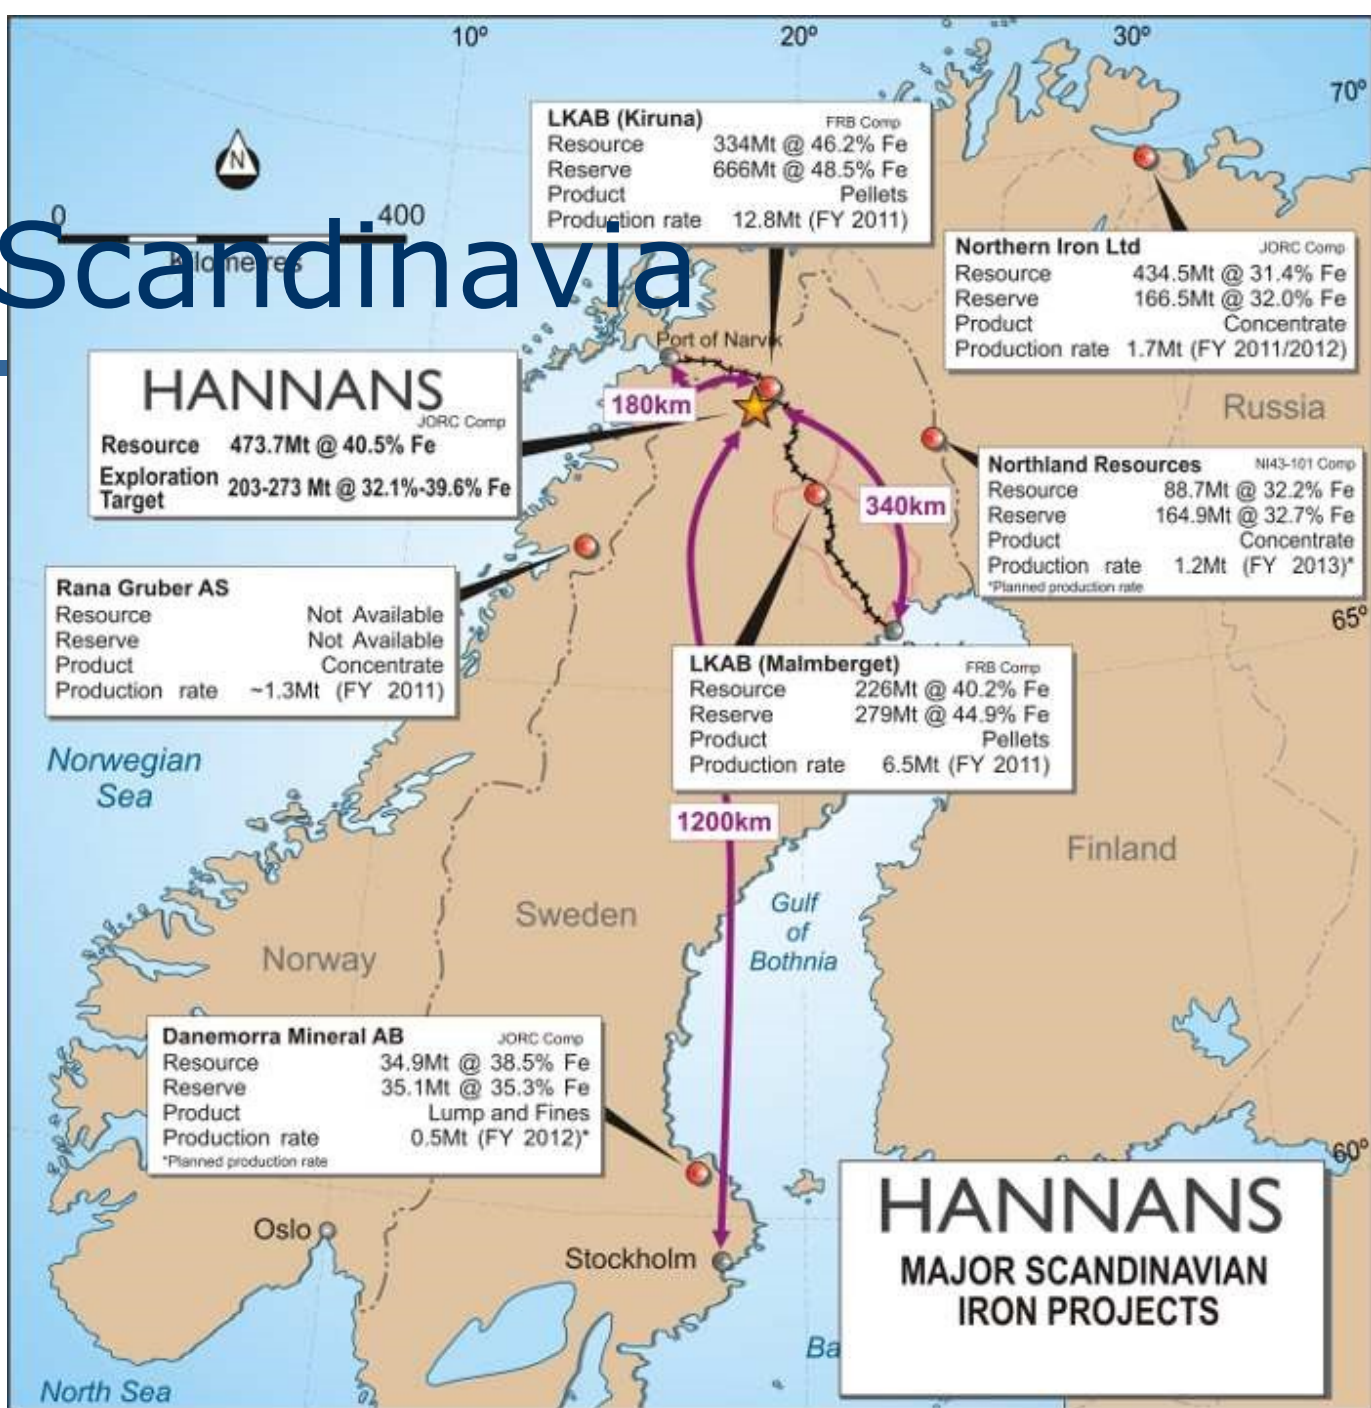 10º 20º 30º
70º
N
0 400
Kilometres
Scandinavia
LKAB (Kiruna) FRB Comp
Resource 334Mt @ 46.2% Fe
Reserve 666Mt @ 48.5% Fe
Product Pellets
Production rate 12.8Mt (FY 2011)
Northern Iron Ltd JORC Comp
Resource 434.5Mt @ 31.4% Fe
Reserve 166.5Mt @ 32.0% Fe
Product Concentrate
Production rate 1.7Mt (FY 2011/2012)
Port of Narvik
HANNANS
JORC Comp
Resource 473.7Mt @ 40.5% Fe
Exploration Target 203-273 Mt @ 32.1%-39.6% Fe
180km
Russia
Northland Resources NI43-101 Comp
Resource 88.7Mt @ 32.2% Fe
Reserve 164.9Mt @ 32.7% Fe
Product Concentrate
Production rate 1.2Mt (FY 2013)*
*Planned production rate
340km
Rana Gruber AS
Resource Not Available
Reserve Not Available
Product Concentrate
Production rate ~1.3Mt (FY 2011)
65º
LKAB (Malmberget) FRB Comp
Resource 226Mt @ 40.2% Fe
Reserve 279Mt @ 44.9% Fe
Product Pellets
Production rate 6.5Mt (FY 2011)
Norwegian
Sea
1200km
Finland
Sweden
Gulf
of
Bothnia
Norway
Danemorra Mineral AB JORC Comp
Resource 34.9Mt @ 38.5% Fe
Reserve 35.1Mt @ 35.3% Fe
Product Lump and Fines
Production rate 0.5Mt (FY 2012)*
*Planned production rate
60º
Oslo
Stockholm
HANNANS
MAJOR SCANDINAVIAN
IRON PROJECTS
Ba
North Sea